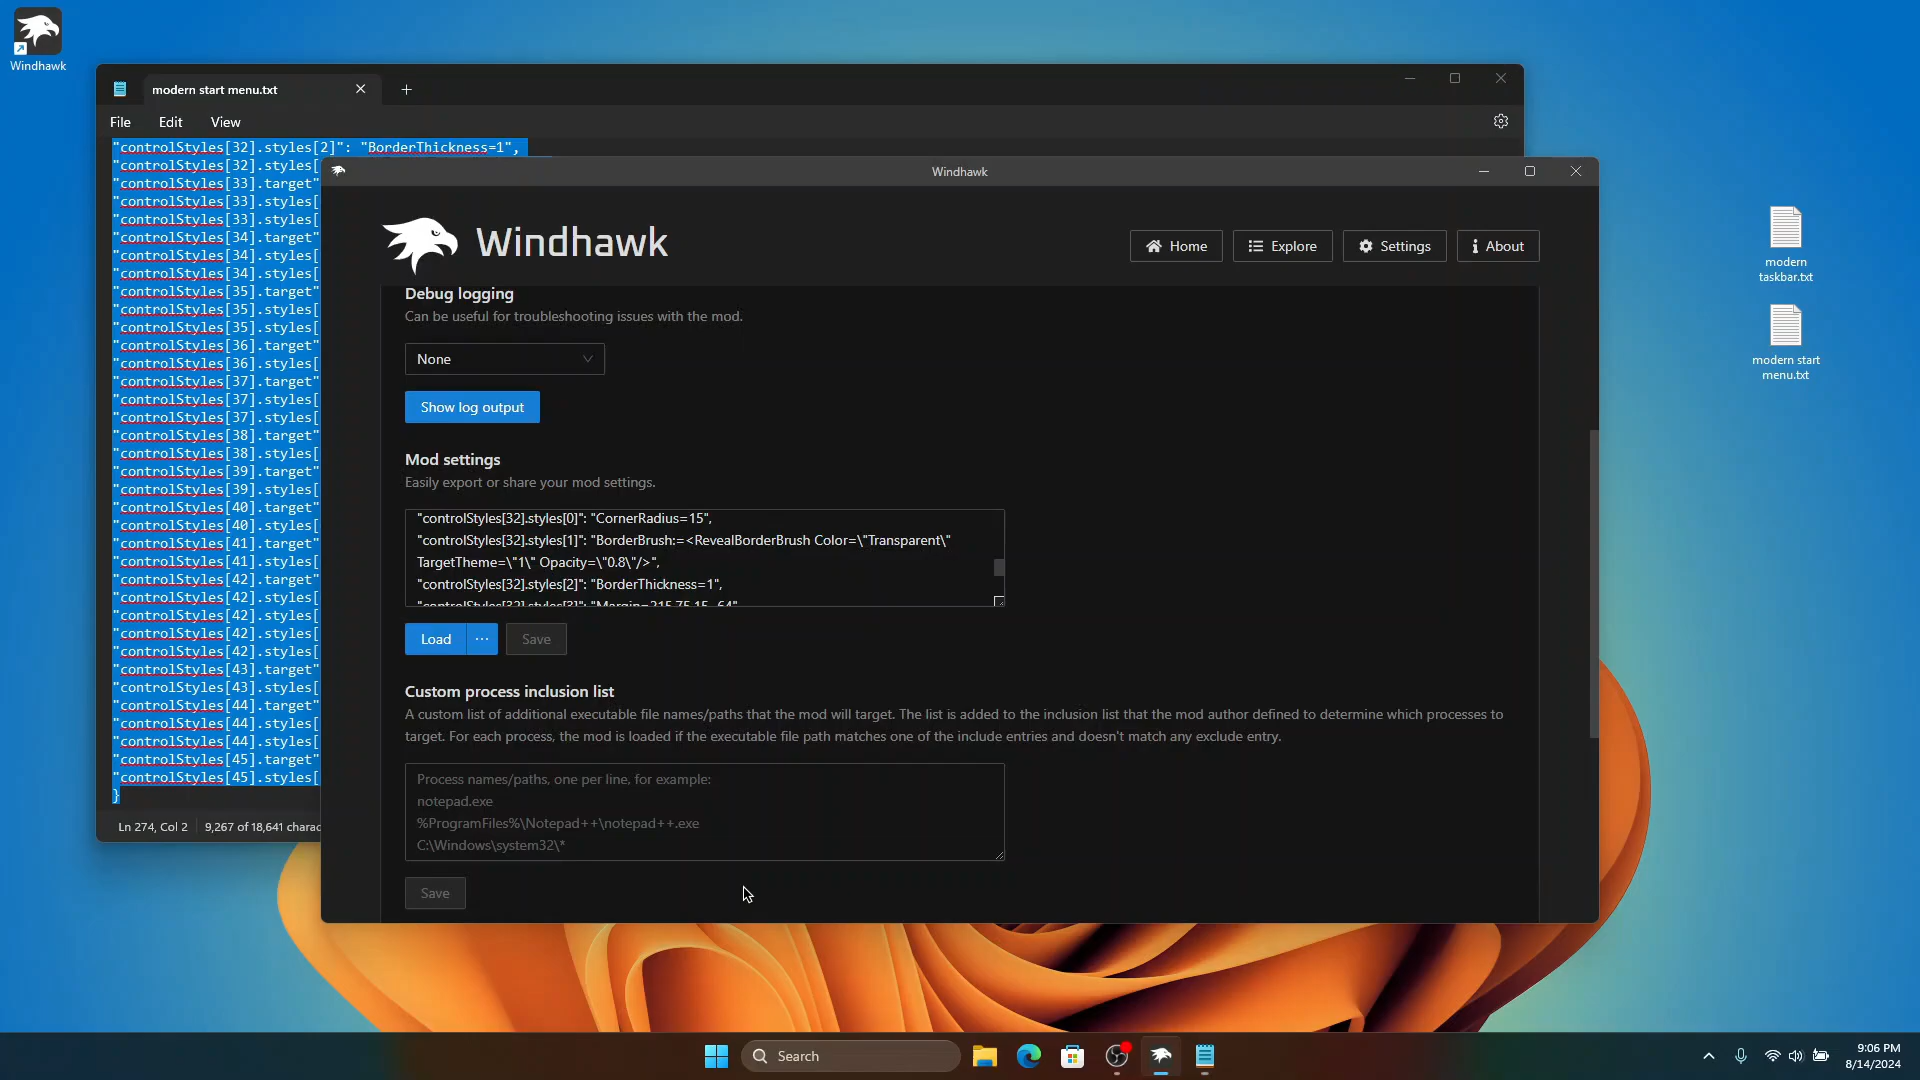 Windhawk
modern start menu.txt
File
Edit
View
"controlStyles[32].styles[2]": "BorderThickness=1",
"controlStyles[32].styles[
"controlStyles[33].target"
"controlStyles[33].styles[
"controlStyles[33].styles[
"controlStyles[34].target"
"controlStyles[34].styles[
"controlStyles[34].styles[
"controlStyles[35].target"
"controlStyles[35].styles[
"controlStyles[35].styles[
"controlStyles[36].target"
"controlStyles[36].styles[
"controlStyles[37].target"
"controlStyles[37].styles[
"controlStyles[37].styles[
"controlStyles[38].target"
"controlStyles[38].styles[
"controlStyles[39].target"
"controlStyles[39].styles[
"controlStyles[40].target"
"controlStyles[40].styles[
"controlStyles[41].target"
"controlStyles[41].styles[
"controlStyles[42].target"
"controlStyles[42].styles[
"controlStyles[42].styles[
"controlStyles[42].styles[
"controlStyles[42].styles[
"controlStyles[43].target"
"controlStyles[43].styles[
"controlStyles[44].target"
"controlStyles[44].styles[
"controlStyles[44].styles[
"controlStyles[45].target"
"controlStyles[45].styles[
}
Ln 274, Col 2
9,267 of 18,641 charac
Windhawk
Windhawk
Home
Explore
Settings
About
Debug logging
Can be useful for troubleshooting issues with the mod.
None
Show log output
Mod settings
Easily export or share your mod settings.
"controlStyles[32].styles[0]": "CornerRadius=15",
"controlStyles[32].styles[1]": "BorderBrush:=<RevealBorderBrush Color=\"Transparent\"
TargetTheme=\"1\" Opacity=\"0.8\"/>",
"controlStyles[32].styles[2]": "BorderThickness=1",
"controlStyles[32].styles[3]": "Margin=215,75,15,-64"
Load
...
Save
Custom process inclusion list
A custom list of additional executable file names/paths that the mod will target. The list is added to the inclusion list that the mod author defined to determine which processes to
target. For each process, the mod is loaded if the executable file path matches one of the include entries and doesn't match any exclude entry.
Process names/paths, one per line, for example:
notepad.exe
%ProgramFiles%\Notepad++\notepad++.exe
C:\Windows\system32\*
Save
modern
taskbar.txt
modern start
menu.txt
Search
9:06 PM
8/14/2024